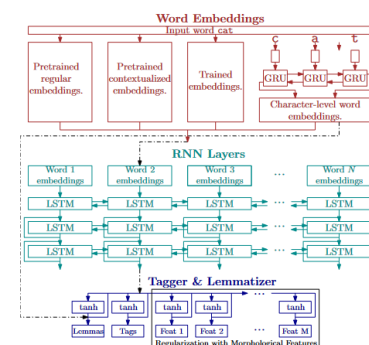 Word Embeddings
Input word cat
Pretrained regular embeddings.
Pretrained contextualized embeddings.
Trained embeddings.
c a t
GRU GRU GRU
Character-level word embeddings.
RNN Layers
Word 1 embeddings
Word 2 embeddings
Word 3 embeddings
...
Word N embeddings
LSTM LSTM LSTM ... LSTM
LSTM LSTM LSTM LSTM
LSTM LSTM LSTM ... LSTM
Tagger & Lemmatizer
tanh tanh tanh tanh ... tanh
Lemmas Tags Feat 1 Feat 2 Feat M
Regularization with Morphological Features